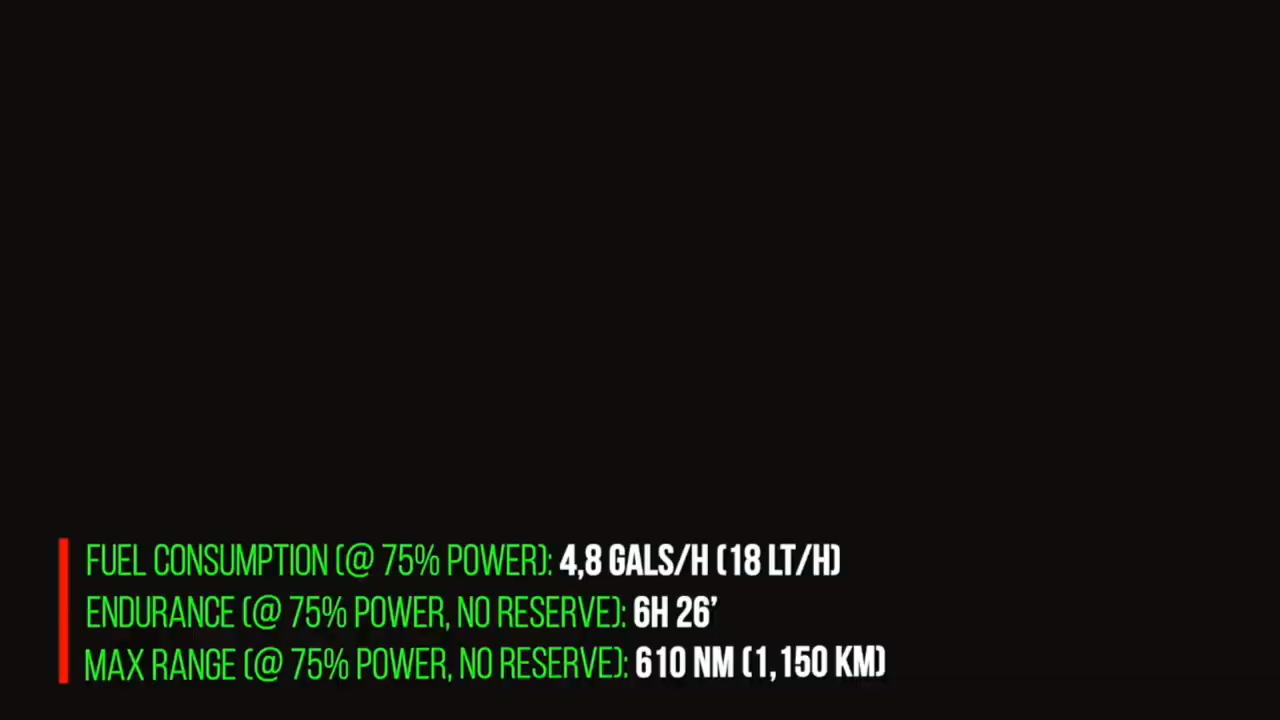 FUEL CONSUMPTION (@ 75% POWER): 4,8 GALS/H (18 LT/H)
ENDURANCE (@ 75% POWER, NO RESERVE): 6H 26’
MAX RANGE (@ 75% POWER, NO RESERVE): 610 NM (1,150 KM)